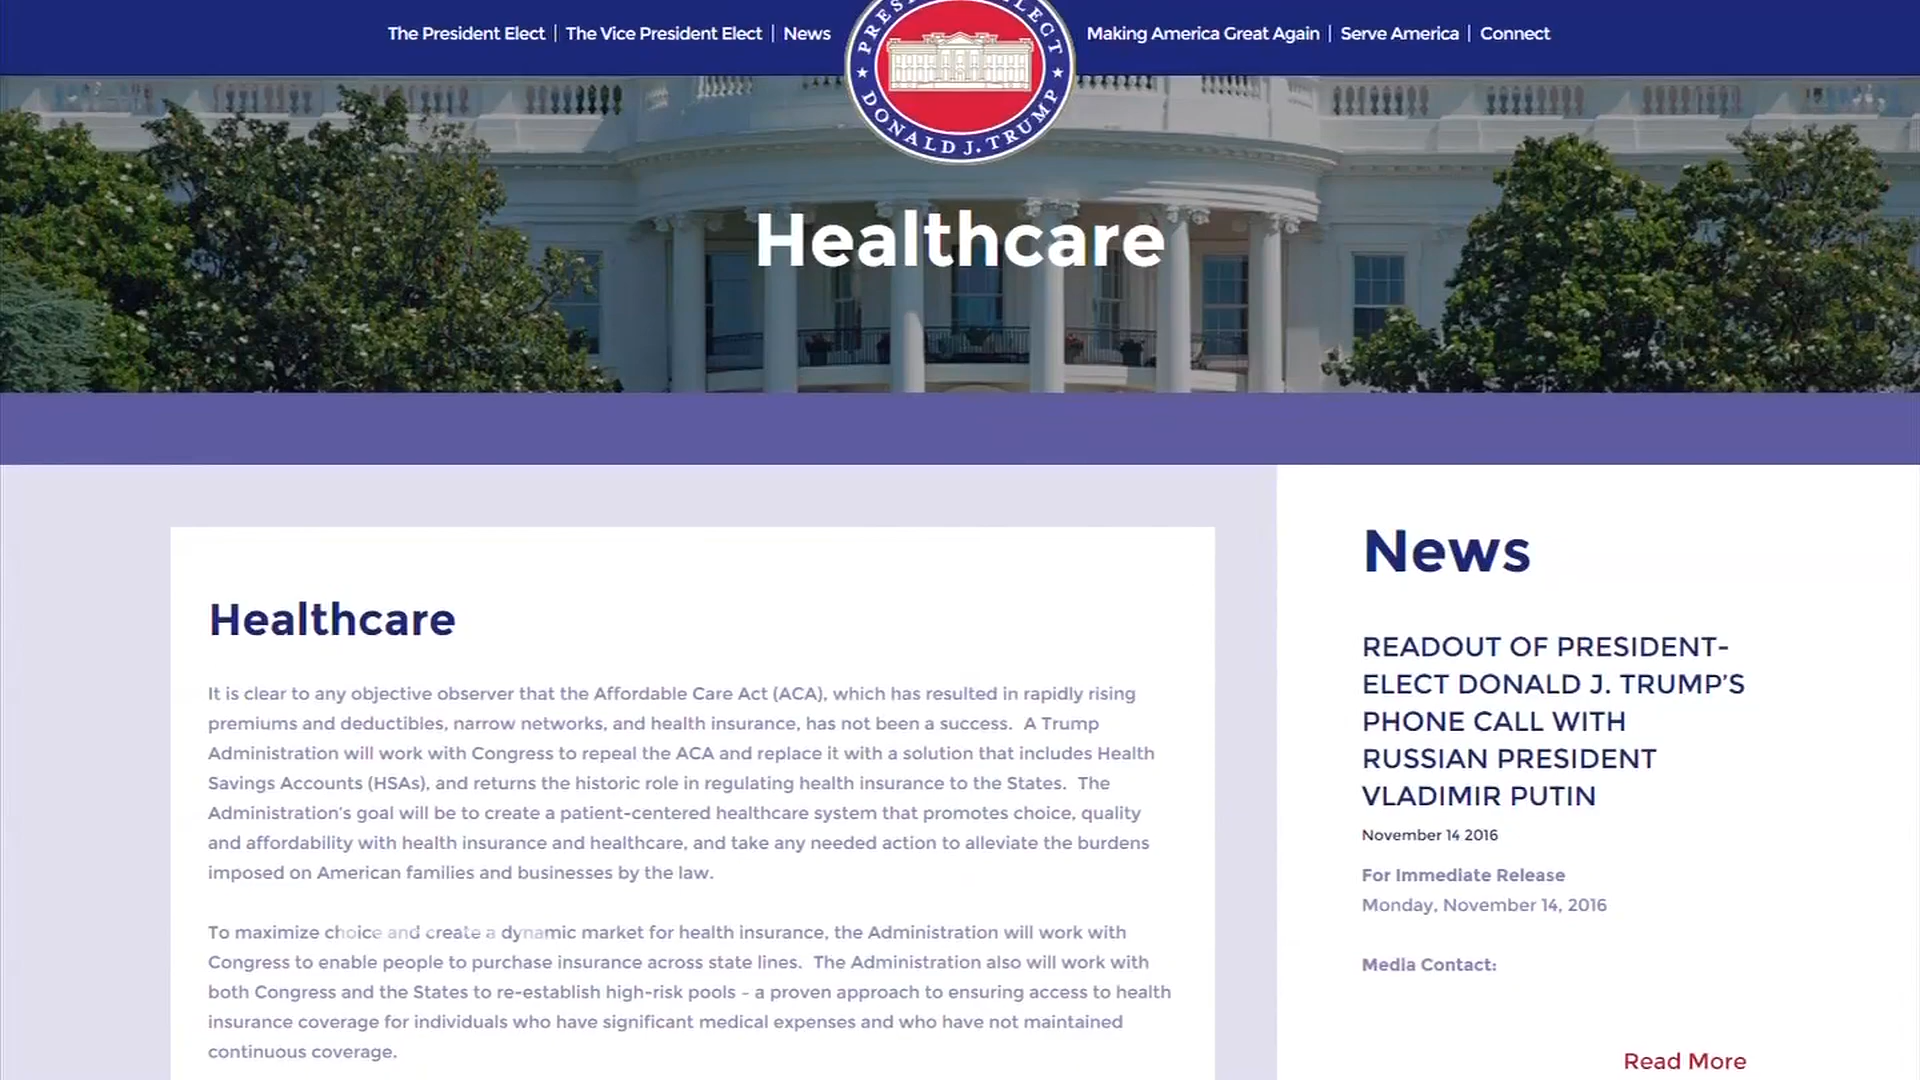 The President Elect | The Vice President Elect | News
PRESIDENT ELECT
DONALD J. TRUMP
Making America Great Again | Serve America | Connect
Healthcare
Healthcare
It is clear to any objective observer that the Affordable Care Act (ACA), which has resulted in rapidly rising
premiums and deductibles, narrow networks, and health insurance, has not been a success.  A Trump
Administration will work with Congress to repeal the ACA and replace it with a solution that includes Health
Savings Accounts (HSAs), and returns the historic role in regulating health insurance to the States.  The
Administration's goal will be to create a patient-centered healthcare system that promotes choice, quality
and affordability with health insurance and healthcare, and take any needed action to alleviate the burdens
imposed on American families and businesses by the law.
To maximize choice and create a dynamic market for health insurance, the Administration will work with
Congress to enable people to purchase insurance across state lines.  The Administration also will work with
both Congress and the States to re-establish high-risk pools – a proven approach to ensuring access to health
insurance coverage for individuals who have significant medical expenses and who have not maintained
continuous coverage.
News
READOUT OF PRESIDENT-
ELECT DONALD J. TRUMP'S
PHONE CALL WITH
RUSSIAN PRESIDENT
VLADIMIR PUTIN
November 14 2016
For Immediate Release
Monday, November 14, 2016
Media Contact:
Read More